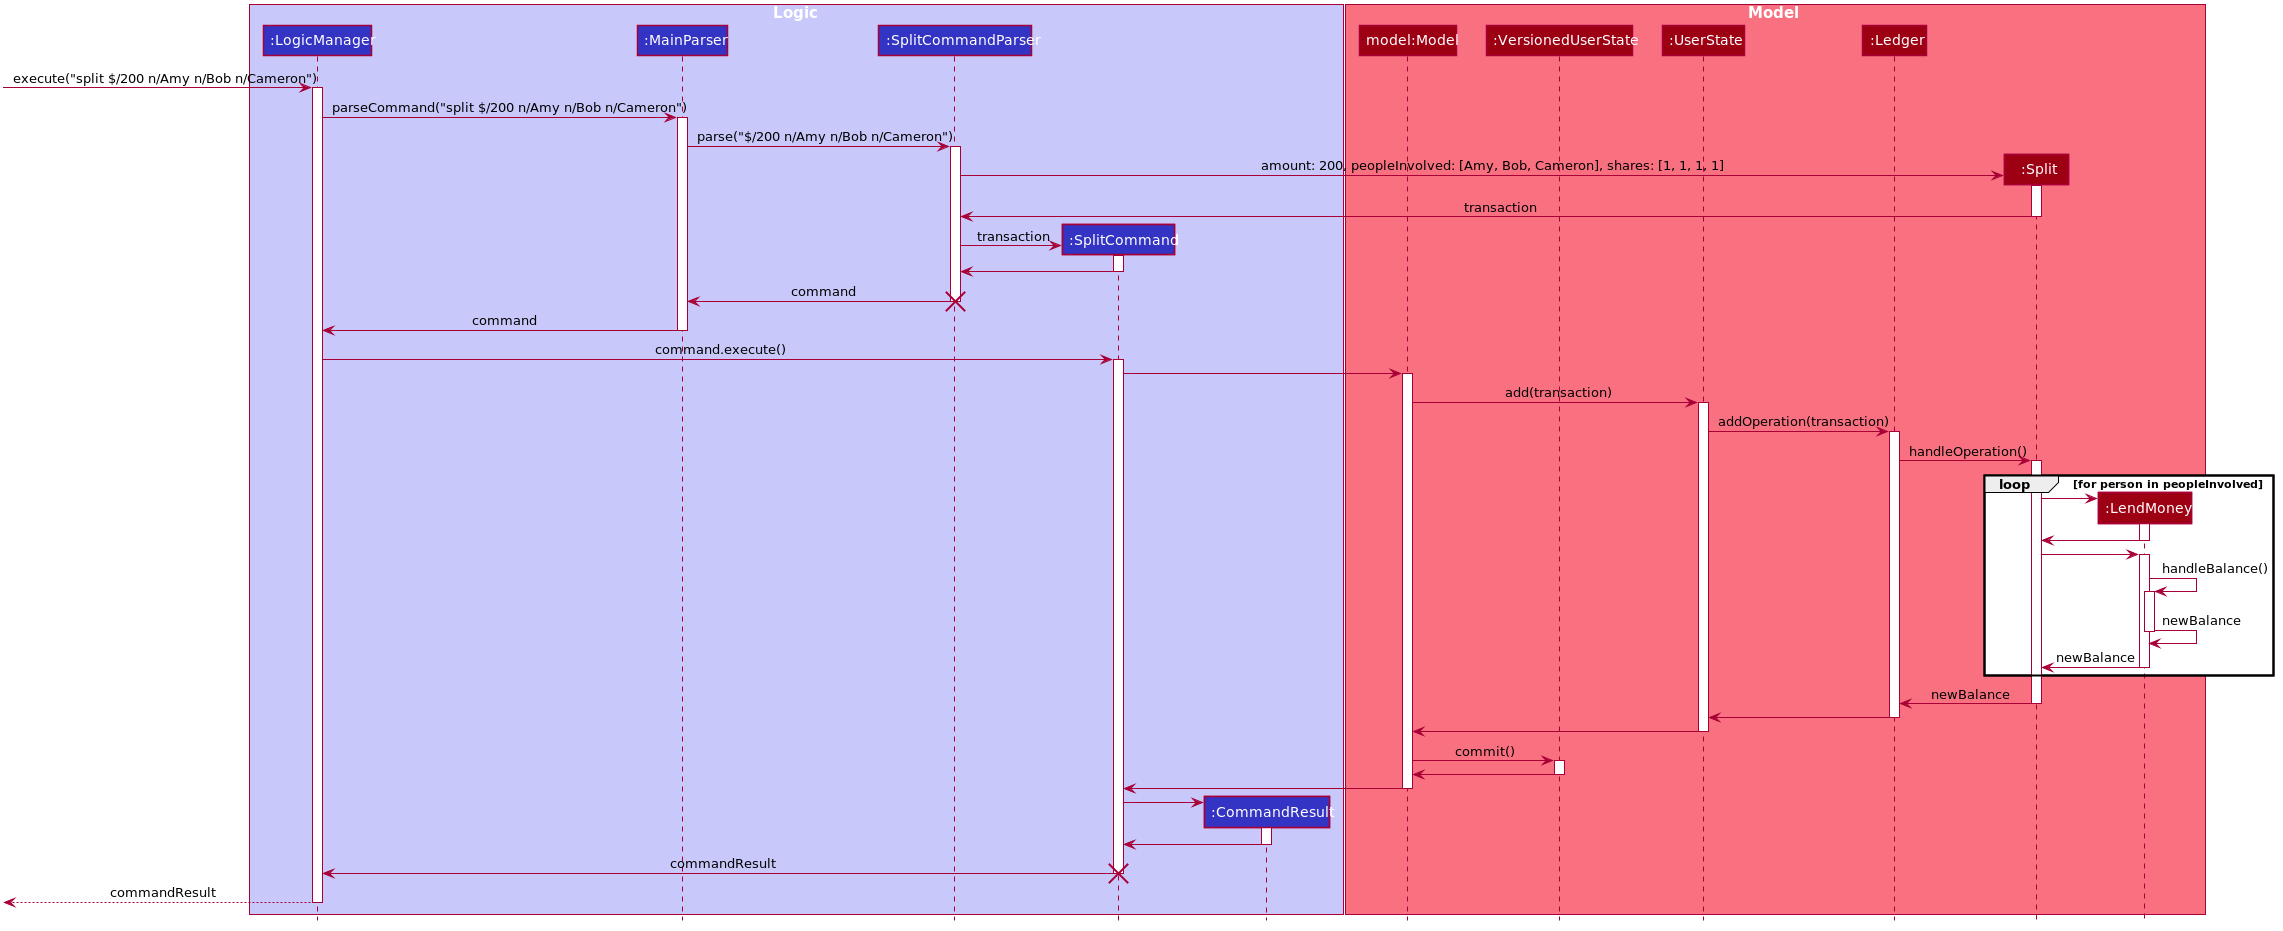 Logic
Model
:LogicManager
:MainParser
:SplitCommandParser
model:Model
:VersionedUserState
:UserState
:Ledger
execute("split $/200 n/Amy n/Bob n/Cameron")
parseCommand("split $/200 n/Amy n/Bob n/Cameron")
parse("$/200 n/Amy n/Bob n/Cameron")
amount: 200, peopleInvolved: [Amy, Bob, Cameron], shares: [1, 1, 1, 1]
:Split
transaction
transaction
:SplitCommand
command
command
command.execute()
add(transaction)
addOperation(transaction)
handleOperation()
loop
[for person in peopleInvolved]
:LendMoney
handleBalance()
newBalance
newBalance
newBalance
commit()
:CommandResult
commandResult
commandResult